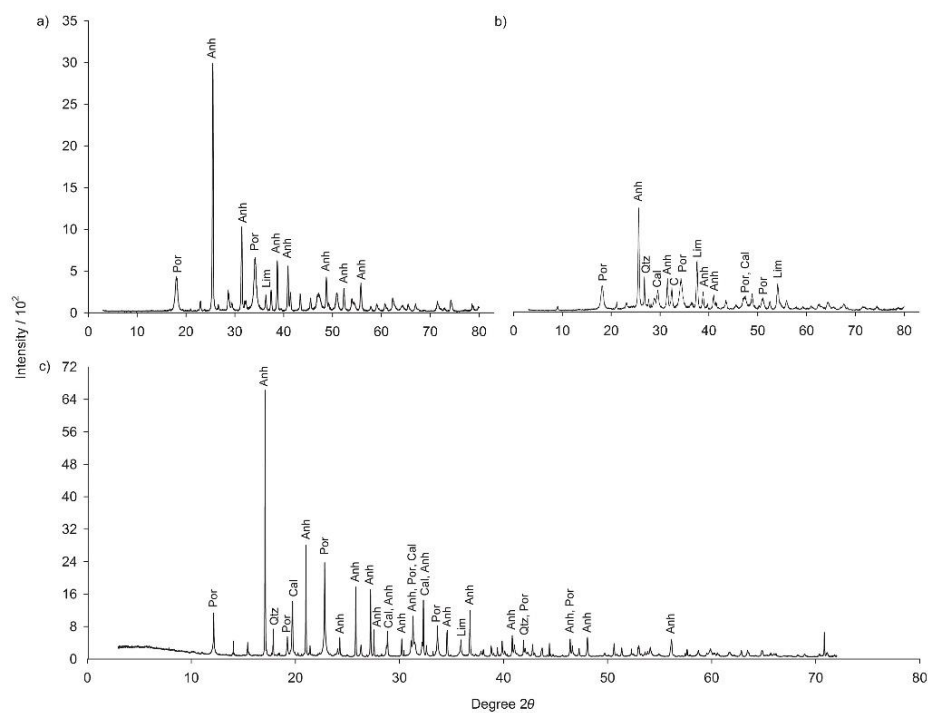 a)
35
30
25
20
15
10
5
0
Por
Anh
Anh
Por
Lim
Anh
Anh
Anh
Anh
Anh
0 10 20 30 40 50 60 70 80
b)
Por
Anh
Qtz
Cal
Anh
C
Por
Lim
Anh
Anh
Por, Cal
Por
Lim
0 10 20 30 40 50 60 70 80
Intensity / 10²
c)
72
64
56
48
40
32
24
16
8
0
Por
Anh
Qtz
Por
Cal
Anh
Por
Anh
Anh
Anh
Anh
Cal, Anh
Anh
Anh, Por, Cal
Cal, Anh
Por
Anh
Lim
Anh
Anh
Qtz, Por
Anh, Por
Anh
Anh
0 10 20 30 40 50 60 70 80
Degree 2θ